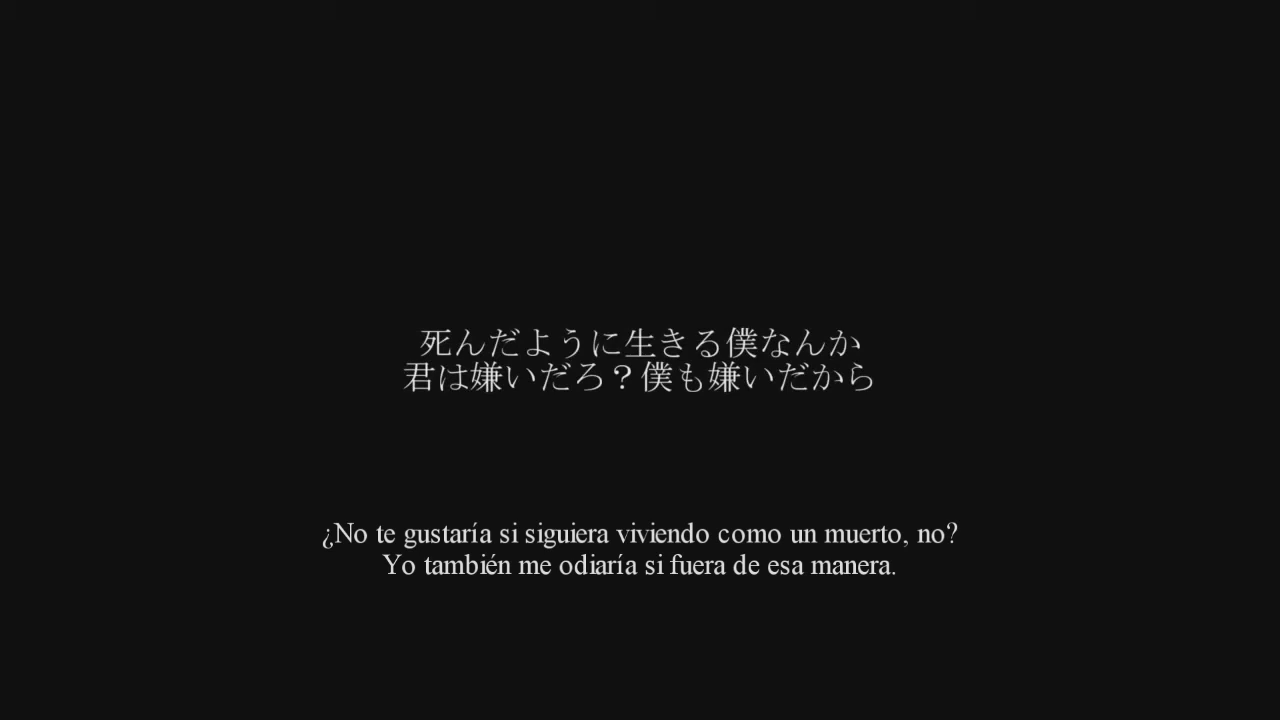 死んだように生きる僕なんか
君は嫌いだろ？僕も嫌いだから
¿No te gustaría si siguiera viviendo como un muerto, no?
Yo también me odiaría si fuera de esa manera.